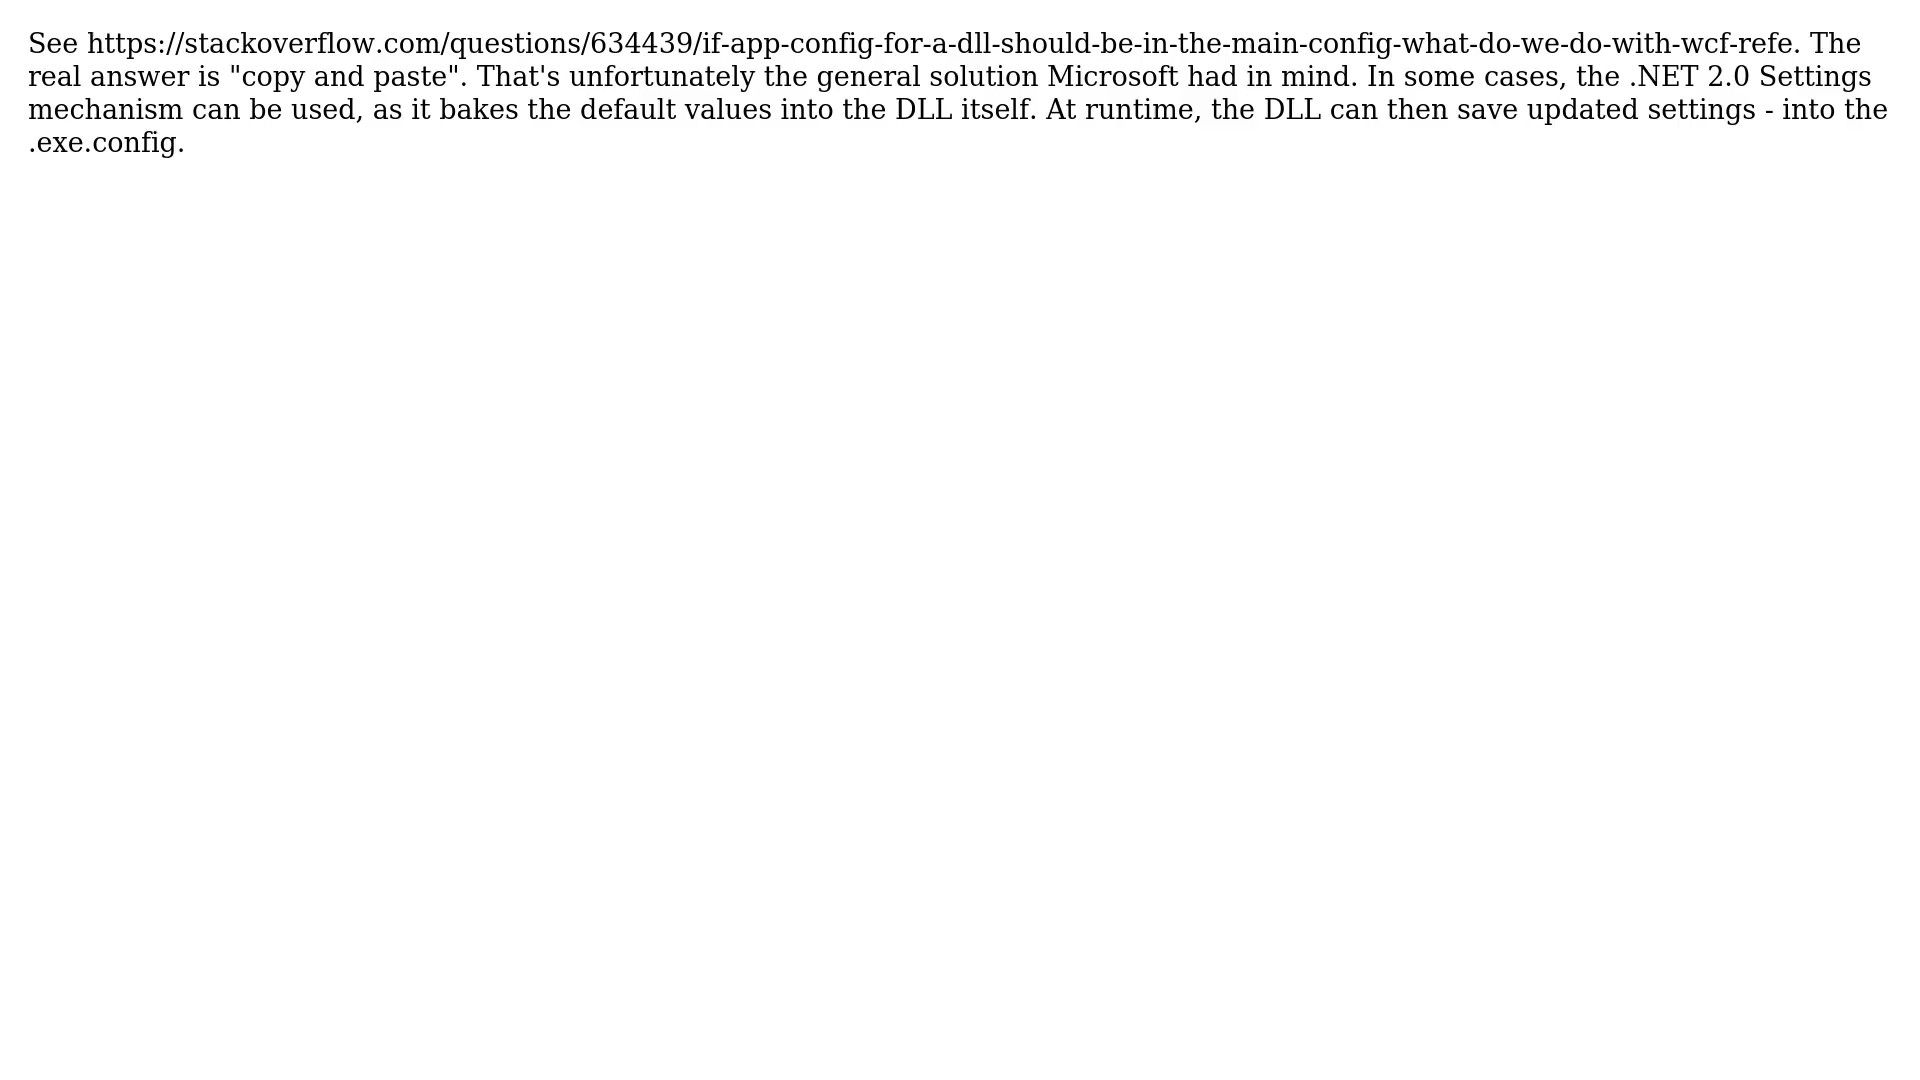 See https://stackoverflow.com/questions/634439/if-app-config-for-a-dll-should-be-in-the-main-config-what-do-we-do-with-wcf-refe. The
real answer is "copy and paste". That's unfortunately the general solution Microsoft had in mind. In some cases, the .NET 2.0 Settings
mechanism can be used, as it bakes the default values into the DLL itself. At runtime, the DLL can then save updated settings - into the
.exe.config.